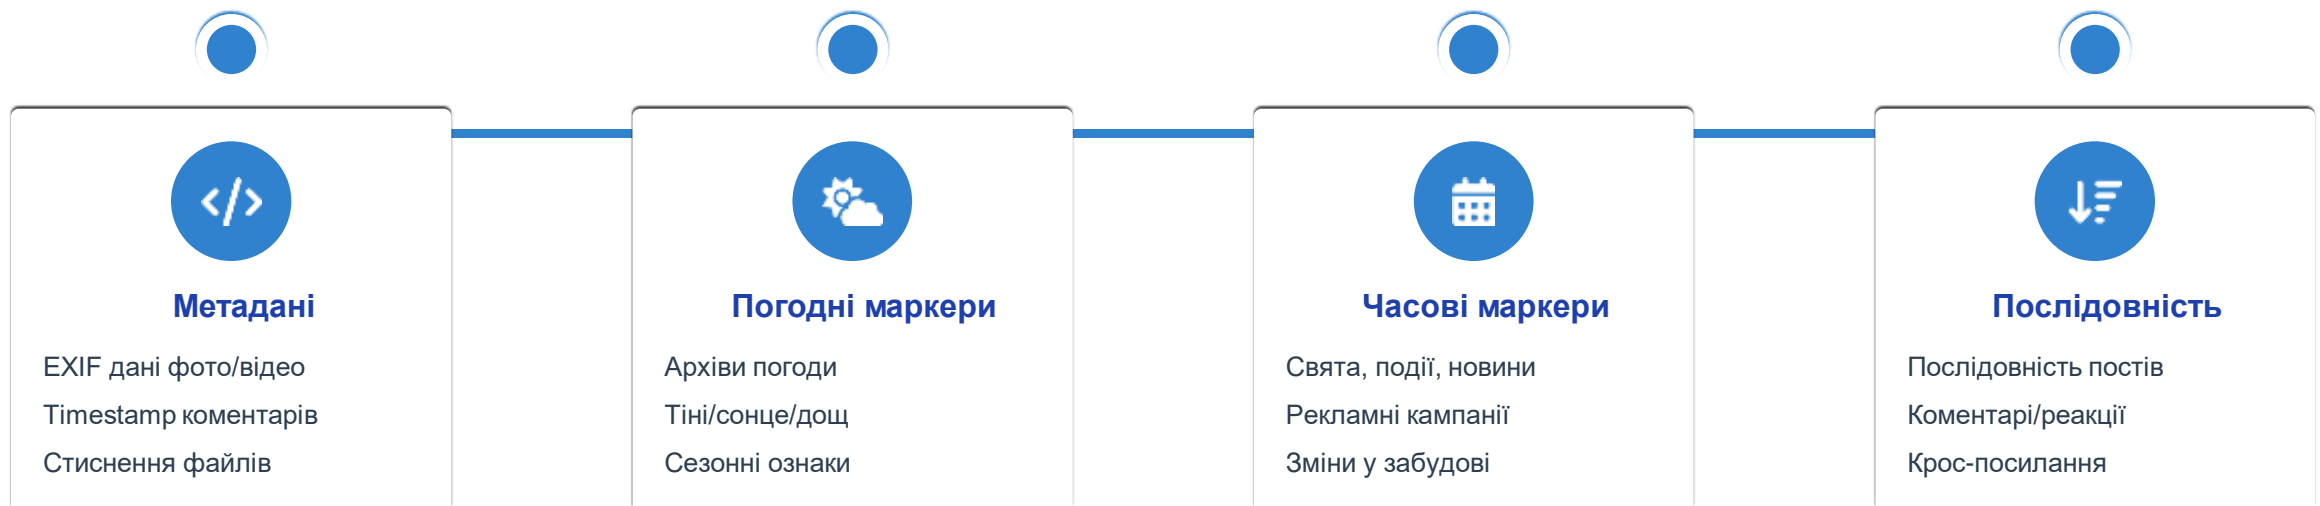 Метадані
EXIF дані фото/відео
Timestamp коментарів
Стиснення файлів
Погодні маркери
Архіви погоди
Тіні/сонце/дощ
Сезонні ознаки
Часові маркери
Свята, події, новини
Рекламні кампанії
Зміни у забудові
Послідовність
Послідовність постів
Коментарі/реакції
Крос-посилання